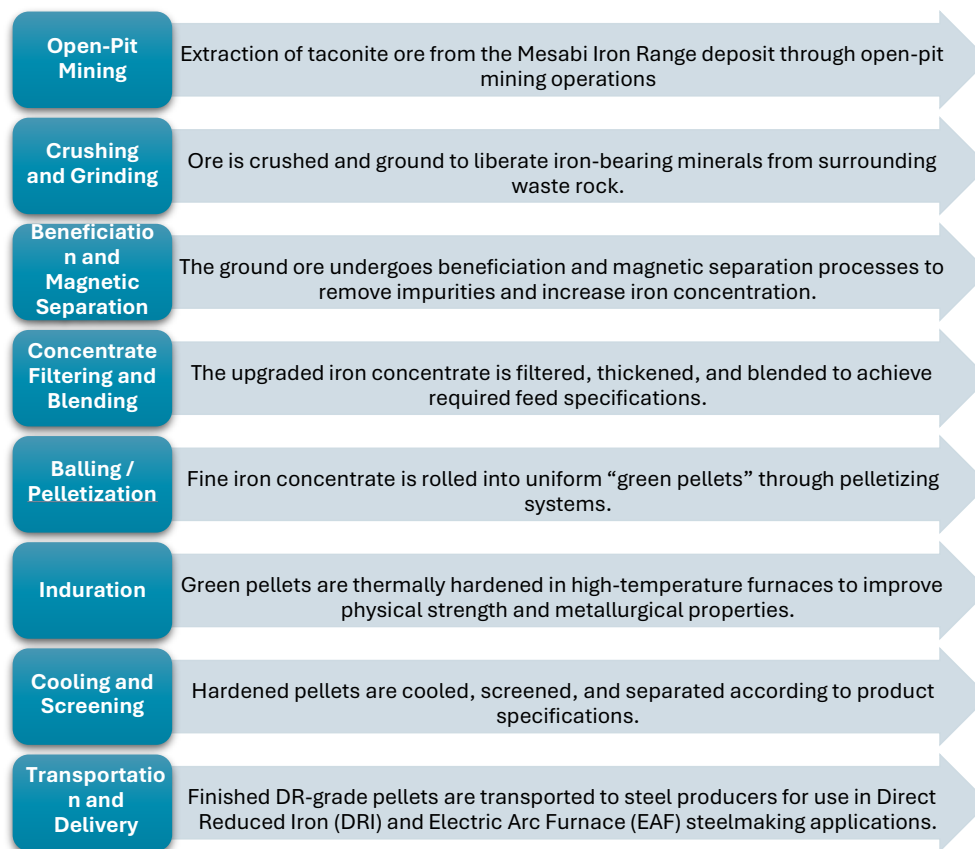 Open-Pit
Mining
Extraction of taconite ore from the Mesabi Iron Range deposit through open-pit
mining operations
Crushing
and Grinding
Ore is crushed and ground to liberate iron-bearing minerals from surrounding
waste rock.
Beneficiatio
n and
Magnetic
Separation
The ground ore undergoes beneficiation and magnetic separation processes to
remove impurities and increase iron concentration.
Concentrate
Filtering and
Blending
The upgraded iron concentrate is filtered, thickened, and blended to achieve
required feed specifications.
Balling /
Pelletization
Fine iron concentrate is rolled into uniform “green pellets” through pelletizing
systems.
Induration
Green pellets are thermally hardened in high-temperature furnaces to improve
physical strength and metallurgical properties.
Cooling and
Screening
Hardened pellets are cooled, screened, and separated according to product
specifications.
Transportatio
n and
Delivery
Finished DR-grade pellets are transported to steel producers for use in Direct
Reduced Iron (DRI) and Electric Arc Furnace (EAF) steelmaking applications.